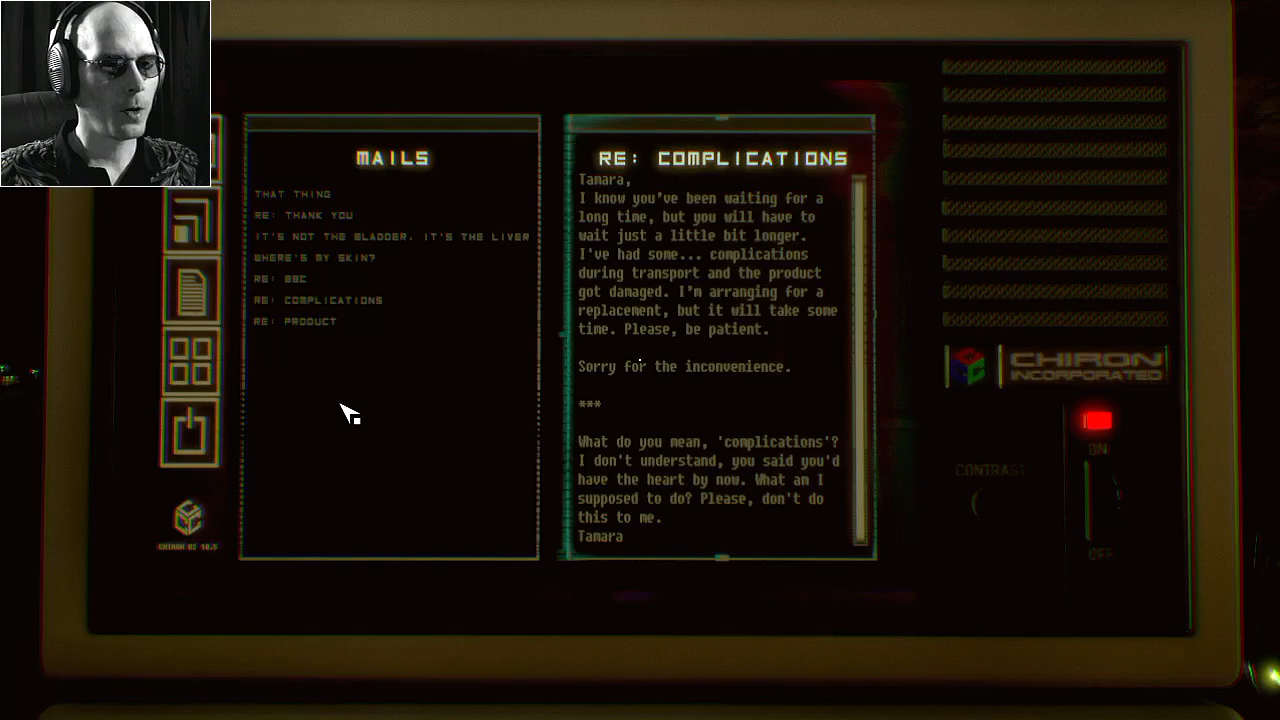 MAILS
THAT THING
RE: THANK YOU
IT'S NOT THE BLADDER. IT'S THE LIVER
WHERE'S MY SKIN?
RE: BBC
RE: COMPLICATIONS
RE: PRODUCT
RE: COMPLICATIONS
Tamara,
I know you've been waiting for a
long time, but you will have to
wait just a little bit longer.
I've had some... complications
during transport and the product
got damaged. I'm arranging for a
replacement, but it will take some
time. Please, be patient.
Sorry for the inconvenience.
***
What do you mean, 'complications'?
I don't understand, you said you'd
have the heart by now. What am I
supposed to do? Please, don't do
this to me.
Tamara
CHIRON
INCORPORATED
ON
CONTRAST
OFF
CHIRON OS 10.5